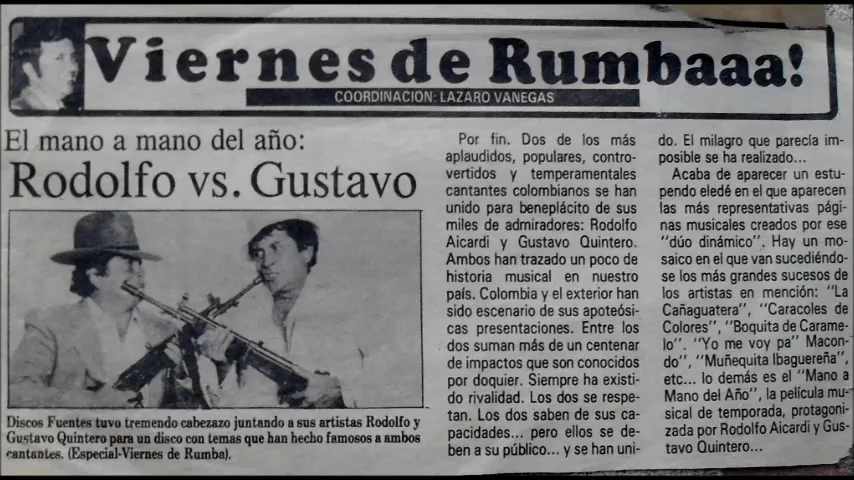 Viernes de Rumbaaa!
COORDINACION: LAZARO VANEGAS
El mano a mano del año:
Rodolfo vs. Gustavo
Discos Fuentes tuvo tremendo cabezazo juntando a sus artistas Rodolfo y
Gustavo Quintero para un disco con temas que han hecho famosos a ambos
cantantes. (Especial-Viernes de Rumba).
Por fin. Dos de los más
aplaudidos, populares, contro-
vertidos y temperamentales
cantantes colombianos se han
unido para beneplácito de sus
miles de admiradores: Rodolfo
Aicardi y Gustavo Quintero.
Ambos han trazado un poco de
historia musical en nuestro
país. Colombia y el exterior han
sido escenario de sus apoteósi-
cas presentaciones. Entre los
dos suman más de un centenar
de impactos que son conocidos
por doquier. Siempre ha existi-
do rivalidad. Los dos se respe-
tan. Los dos saben de sus ca-
pacidades... pero ellos se de-
ben a su público... y se han uni-
do. El milagro que parecía im-
posible se ha realizado...
Acaba de aparecer un estu-
pendo eledé en el que aparecen
las más representativas pági-
nas musicales creados por ese
"dúo dinámico". Hay un mo-
saico en el que van sucediéndo-
se los más grandes sucesos de
los artistas en mención: "La
Cañaguatera", "Caracoles de
Colores", "Boquita de Carame-
lo". "Yo me voy pa" Macon-
do", "Muñequita Ibaguereña",
etc... lo demás es el "Mano a
Mano del Año", la película mu-
sical de temporada, protagoni-
zada por Rodolfo Aicardi y Gus-
tavo Quintero...